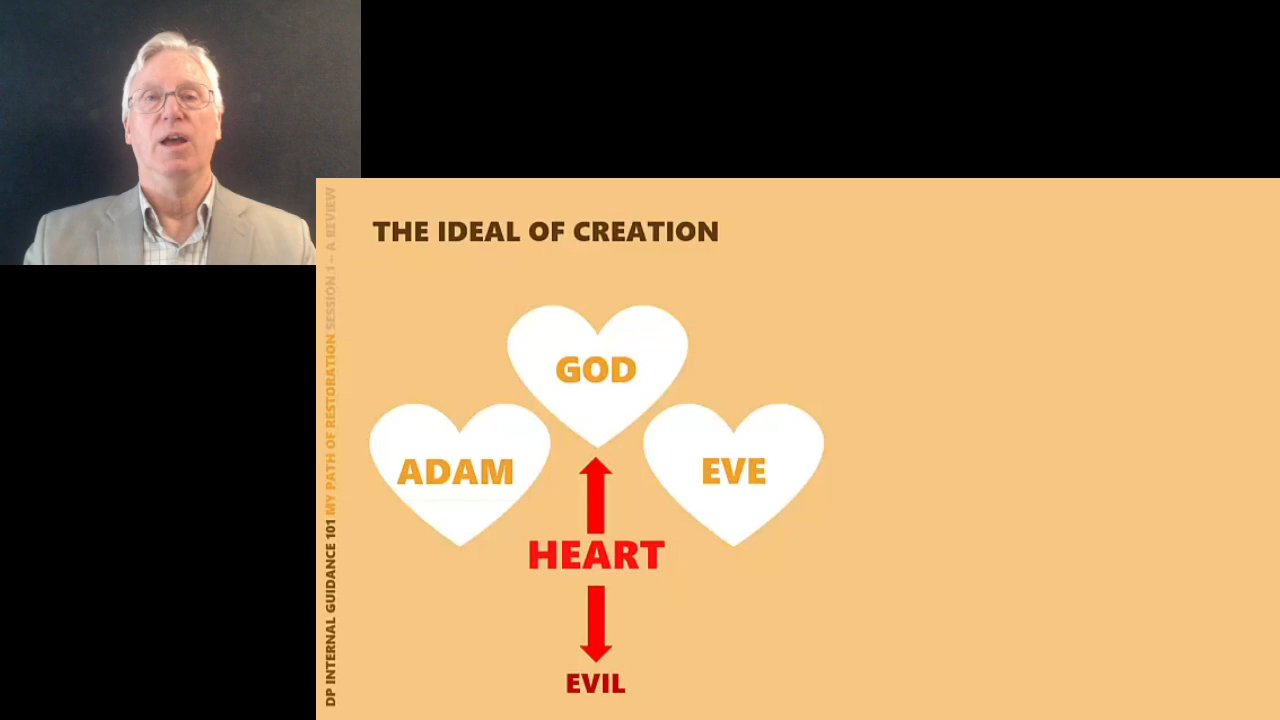 THE IDEAL OF CREATION
GOD
ADAM
EVE
HEART
EVIL
DP INTERNAL GUIDANCE 101 MY PATH OF RESTORATION SESSION 1 – A REVIEW